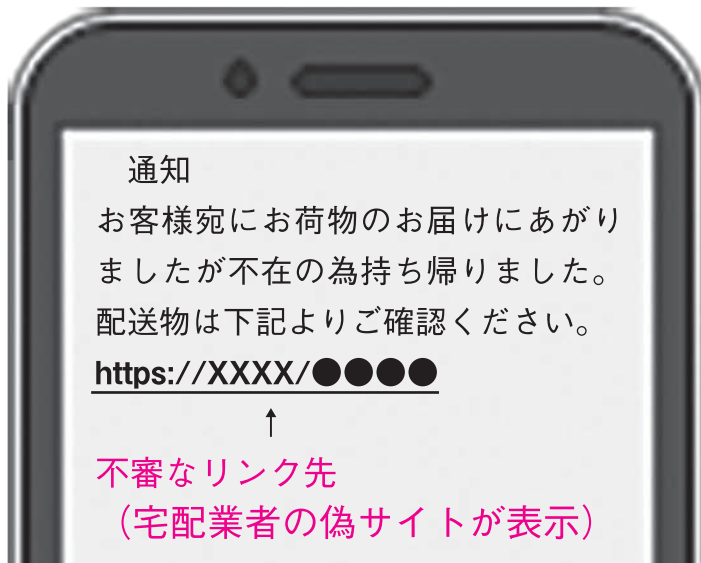 通知
お客様宛にお荷物のお届けにあがり
ましたが不在の為持ち帰りました。
配送物は下記よりご確認ください。
https://XXXX/●●●●
↑
不審なリンク先
（宅配業者の偽サイトが表示）